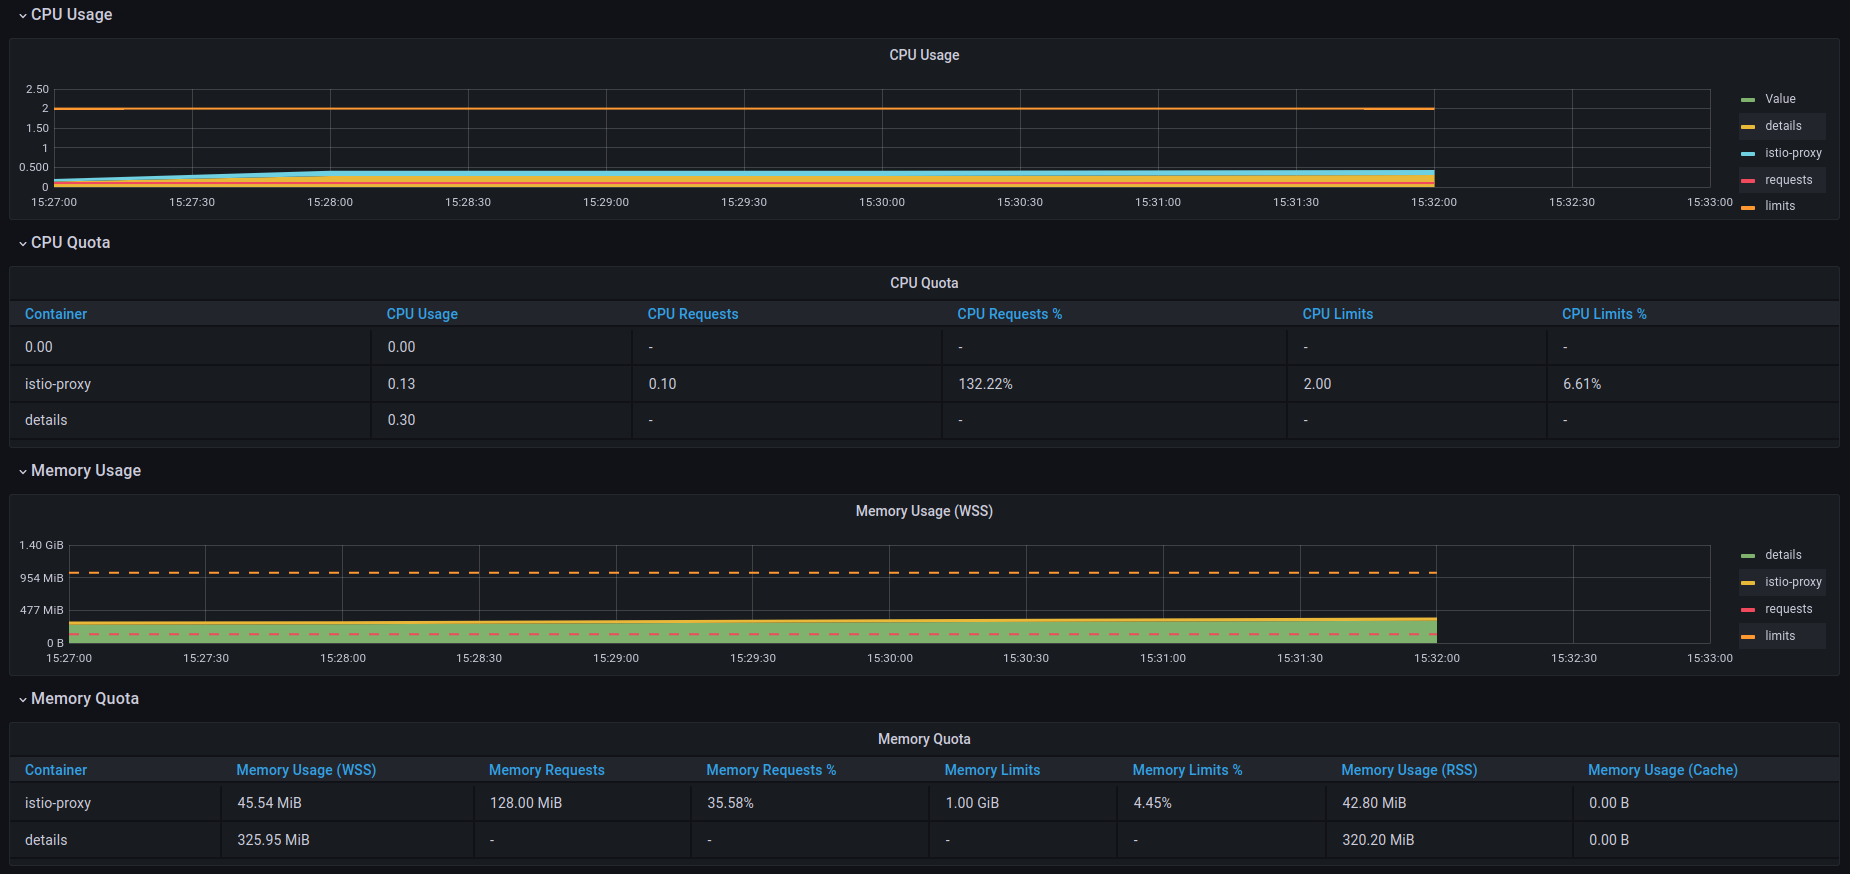 CPU Usage
CPU Usage
2.50
2
1.50
1
0.500
0
15:27:00 15:27:30 15:28:00 15:28:30 15:29:00 15:29:30 15:30:00 15:30:30 15:31:00 15:31:30 15:32:00 15:32:30 15:33:00
Value
details
istio-proxy
requests
limits
CPU Quota
CPU Quota
Container CPU Usage CPU Requests CPU Requests % CPU Limits CPU Limits %
0.00 0.00 - - - -
istio-proxy 0.13 0.10 132.22% 2.00 6.61%
details 0.30 - - - -
Memory Usage
Memory Usage (WSS)
1.40 GiB
954 MiB
477 MiB
0 B
15:27:00 15:27:30 15:28:00 15:28:30 15:29:00 15:29:30 15:30:00 15:30:30 15:31:00 15:31:30 15:32:00 15:32:30 15:33:00
details
istio-proxy
requests
limits
Memory Quota
Memory Quota
Container Memory Usage (WSS) Memory Requests Memory Requests % Memory Limits Memory Limits % Memory Usage (RSS) Memory Usage (Cache)
istio-proxy 45.54 MiB 128.00 MiB 35.58% 1.00 GiB 4.45% 42.80 MiB 0.00 B
details 325.95 MiB - - - - 320.20 MiB 0.00 B